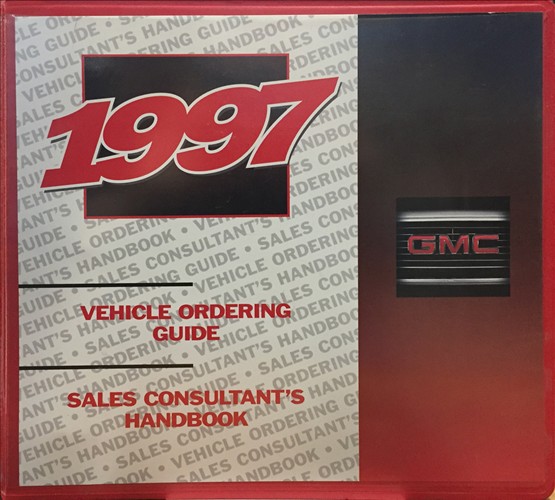 1997
VEHICLE ORDERING
GUIDE
SALES CONSULTANT'S
HANDBOOK
GMC